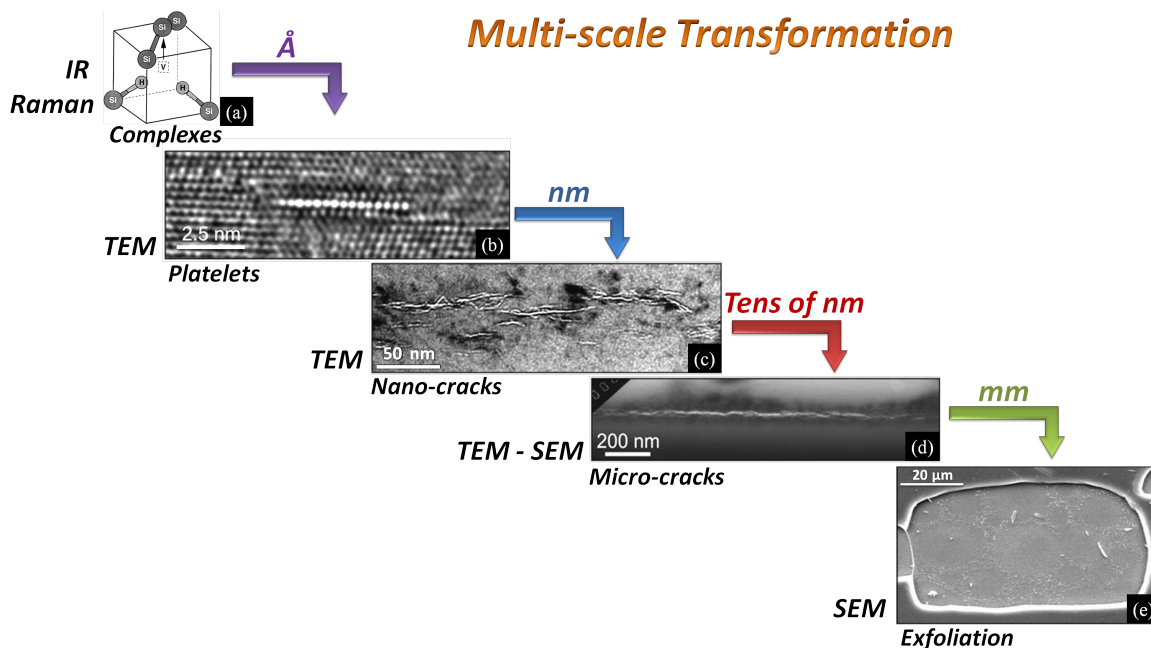 Multi-scale Transformation
Si
Si
Si
V
H
H
Si
Si
IR
Raman
(a)
Complexes
Å
2.5 nm
(b)
TEM
Platelets
nm
50 nm
(c)
TEM
Nano-cracks
Tens of nm
200 nm
(d)
TEM - SEM
Micro-cracks
mm
20 µm
(e)
SEM
Exfoliation